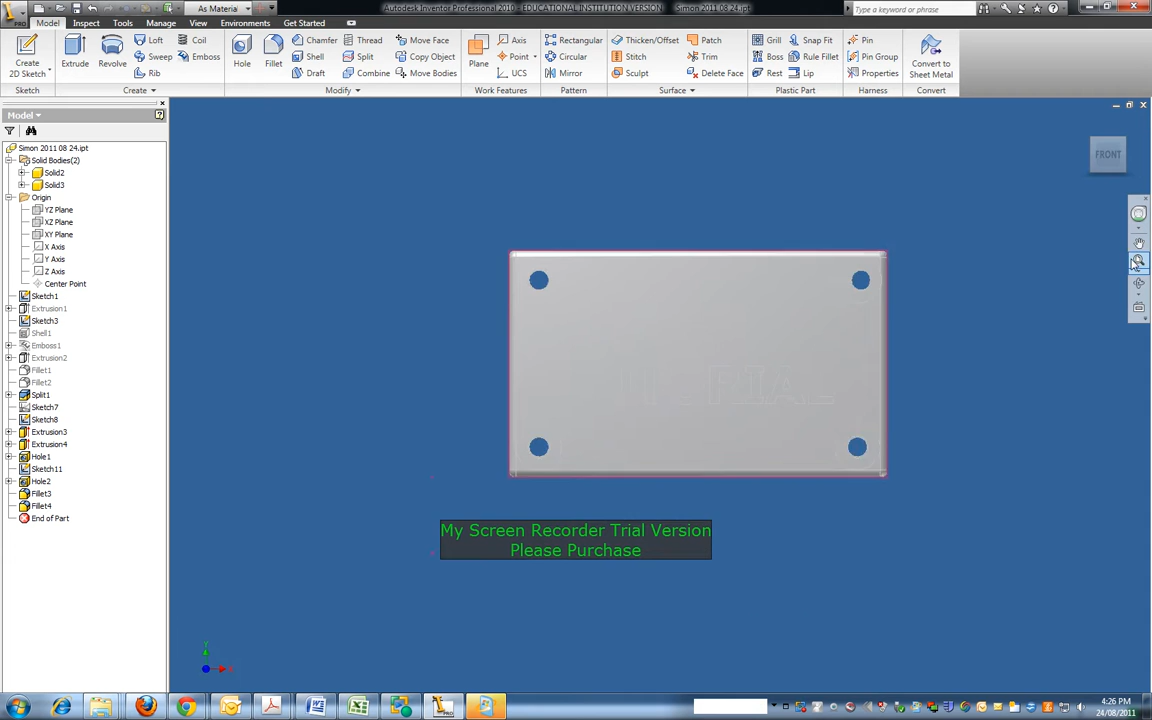 Autodesk Inventor Professional 2010 - EDUCATIONAL INSTITUTION VERSION Simon 2011 08 24.ipt
As Material
Type a keyword or phrase
PRO
Model Inspect Tools Manage View Environments Get Started
Create 2D Sketch
Extrude
Revolve
Loft
Sweep
Rib
Coil
Emboss
Hole
Fillet
Chamfer
Shell
Draft
Thread
Split
Combine
Move Face
Copy Object
Move Bodies
Plane
Axis
Point
UCS
Rectangular
Circular
Mirror
Thicken/Offset
Stitch
Sculpt
Patch
Trim
Delete Face
Grill
Boss
Rest
Snap Fit
Rule Fillet
Lip
Pin
Pin Group
Properties
Convert to Sheet Metal
Sketch Create Modify Work Features Pattern Surface Plastic Part Harness Convert
Model
Simon 2011 08 24.ipt
Solid Bodies(2)
Solid2
Solid3
Origin
YZ Plane
XZ Plane
XY Plane
X Axis
Y Axis
Z Axis
Center Point
Sketch1
Extrusion1
Sketch3
Shell1
Emboss1
Extrusion2
Fillet1
Fillet2
Split1
Sketch7
Sketch8
Extrusion3
Extrusion4
Hole1
Sketch11
Hole2
Fillet3
Fillet4
End of Part
FRONT
My Screen Recorder Trial Version
Please Purchase
Y
4:26 PM
24/08/2011